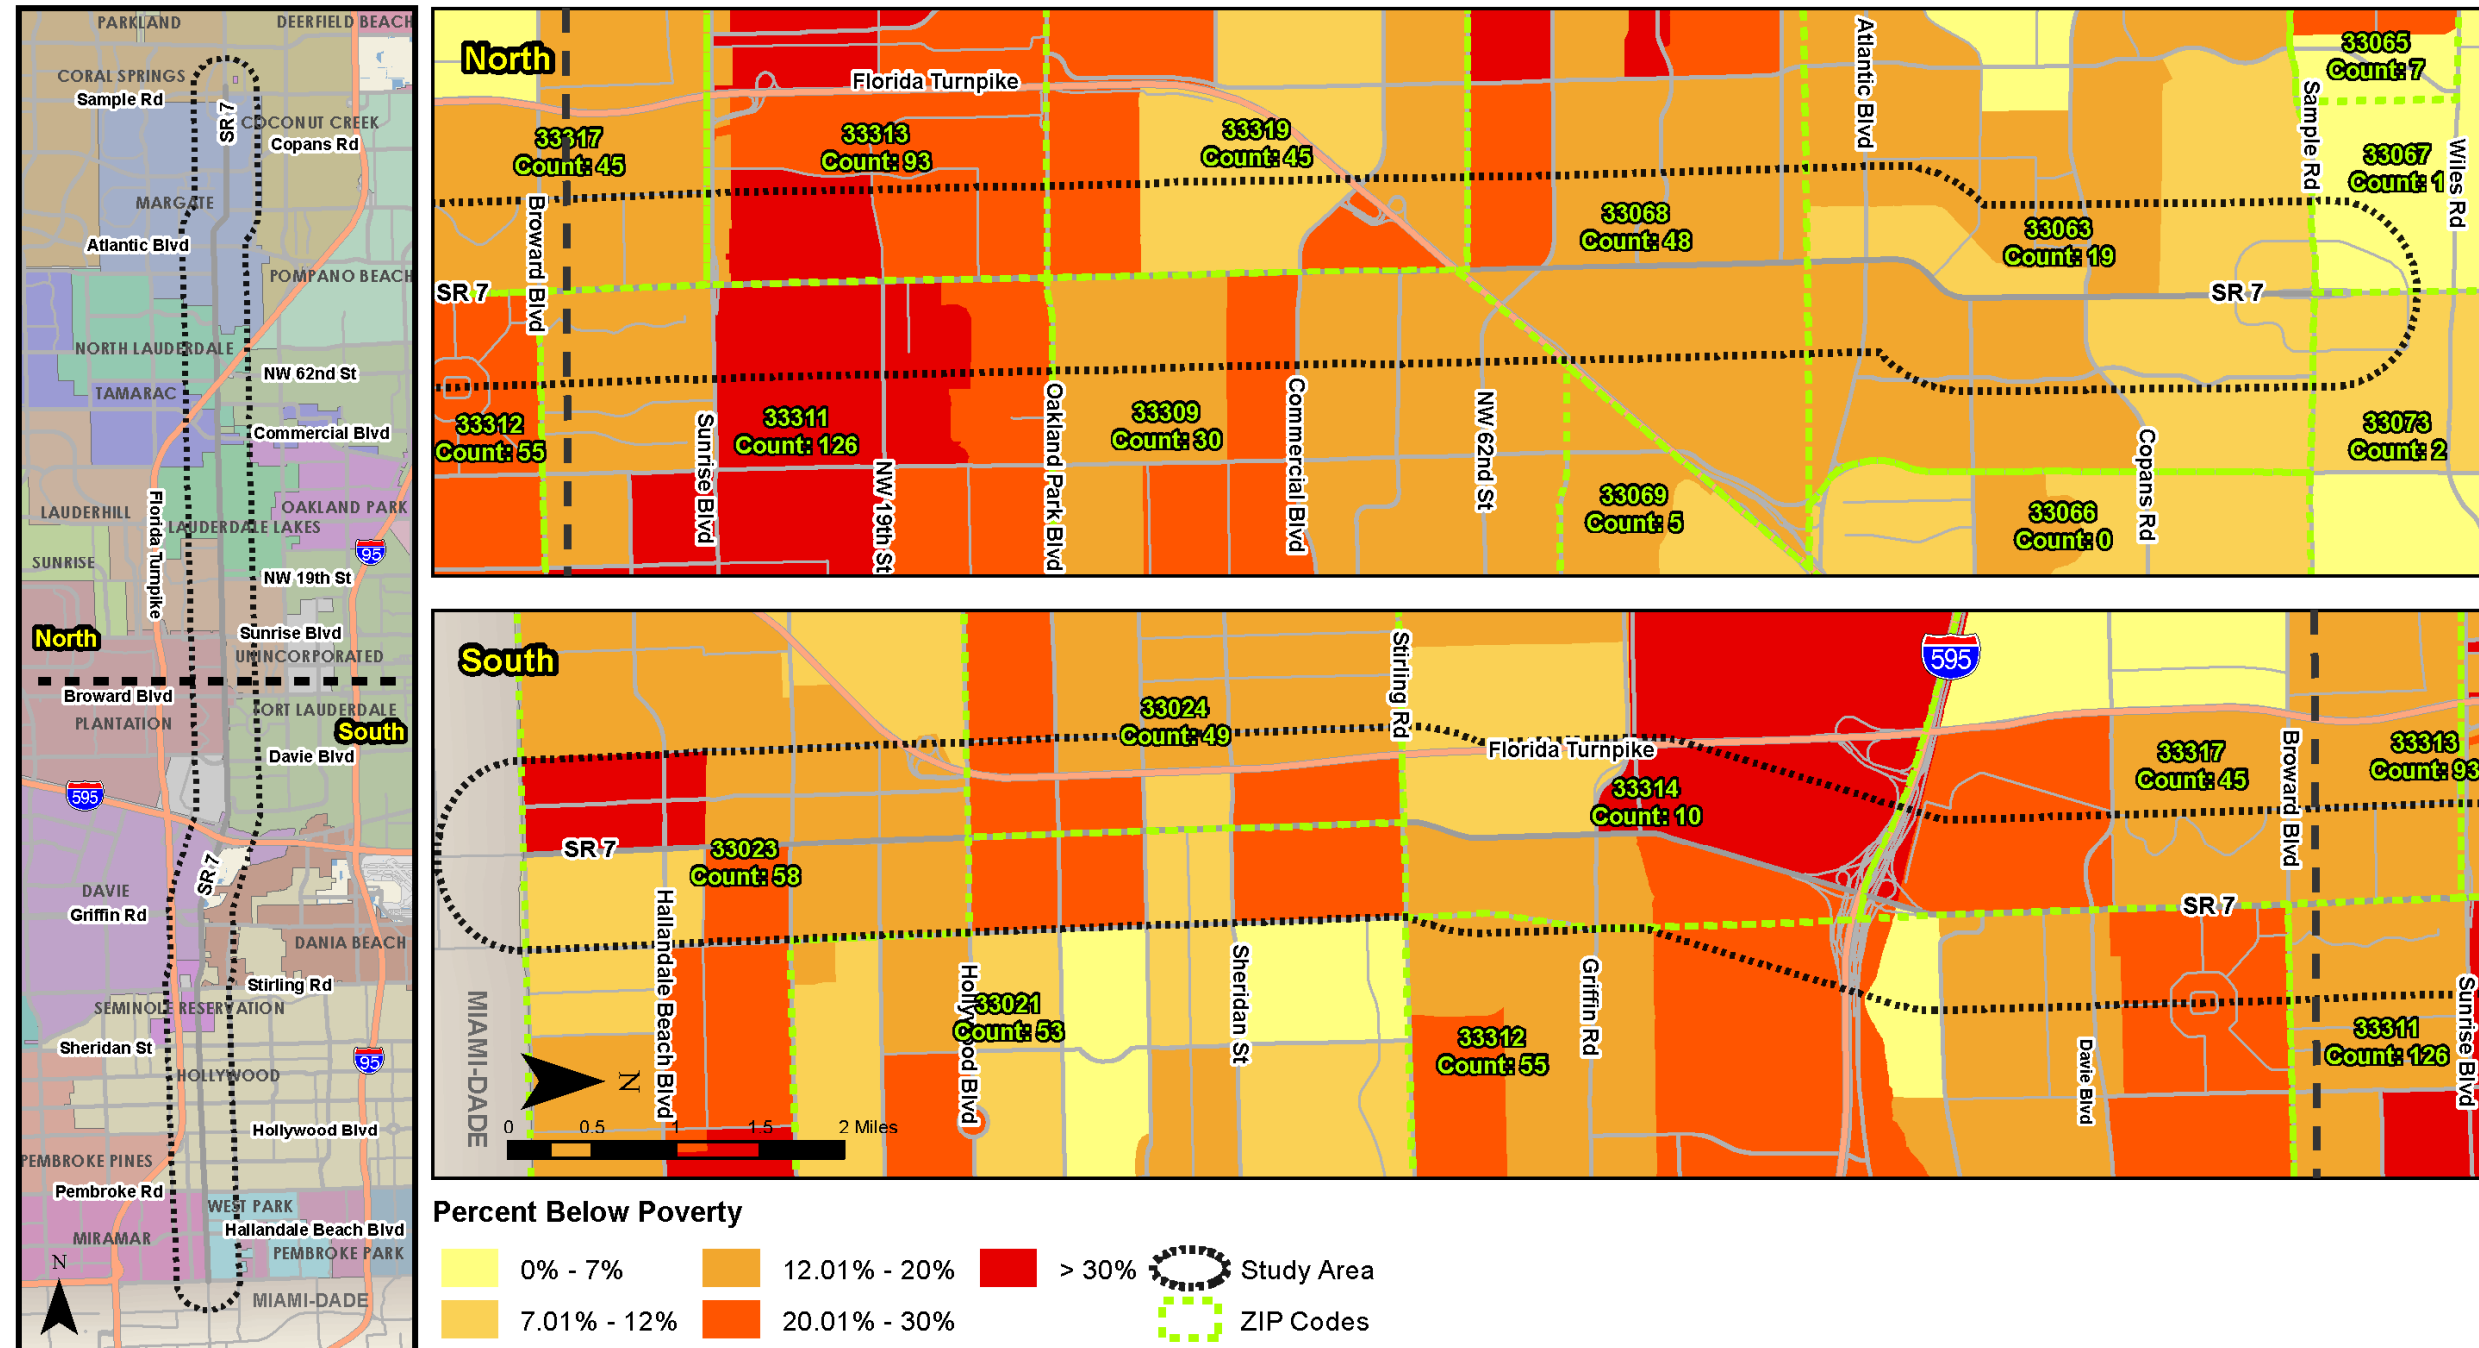 PARKLAND
DEERFIELD BEACH
CORAL SPRINGS
Sample Rd
SR 7
COCONUT CREEK
Copans Rd
MARGATE
Atlantic Blvd
POMPANO BEACH
NORTH LAUDERDALE
NW 62nd St
TAMARAC
Commercial Blvd
Florida Turnpike
LAUDERHILL
OAKLAND PARK
LAUDERDALE LAKES
95
SUNRISE
NW 19th St
North
Sunrise Blvd
UNINCORPORATED
Broward Blvd
FORT LAUDERDALE
PLANTATION
South
Davie Blvd
595
SR 7
DAVIE
Griffin Rd
DANIA BEACH
Stirling Rd
SEMINOLE RESERVATION
Sheridan St
95
HOLLYWOOD
Hollywood Blvd
PEMBROKE PINES
Pembroke Rd
WEST PARK
Hallandale Beach Blvd
MIRAMAR
PEMBROKE PARK
N
MIAMI-DADE
North
Florida Turnpike
Atlantic Blvd
33065
Count: 7
Sample Rd
33317
Count: 45
33313
Count: 93
33319
Count: 45
33067
Count: 1
Wiles Rd
Broward Blvd
33068
Count: 48
33063
Count: 19
SR 7
SR 7
33312
Count: 55
Sunrise Blvd
33311
Count: 126
NW 19th St
Oakland Park Blvd
33309
Count: 30
Commercial Blvd
NW 62nd St
33069
Count: 5
33066
Count: 0
Copans Rd
33073
Count: 2
South
Stirling Rd
595
33024
Count: 49
Florida Turnpike
33314
Count: 10
33317
Count: 45
Broward Blvd
33313
Count: 93
SR 7
33023
Count: 58
SR 7
Hallandale Beach Blvd
Hollywood Blvd
33021
Count: 53
Sheridan St
33312
Count: 55
Griffin Rd
Davie Blvd
33311
Count: 126
Sunrise Blvd
MIAMI-DADE
N
0 0.5 1 1.5 2 Miles
Percent Below Poverty
0% - 7%
12.01% - 20%
> 30%
Study Area
7.01% - 12%
20.01% - 30%
ZIP Codes